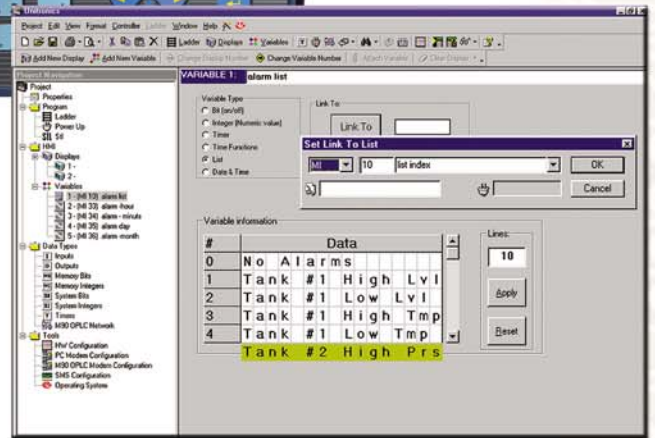 Unitronics
Project Edit View Format Controller Ladder Window Help
Ladder Displays Variables
Add New Display Add New Variable Change Display Number Change Variable Number Attach Variable Clear Display
Project Navigation
Project
Properties
Program
Ladder
Power Up
Stl
HMI
Displays
1 -
2 -
Variables
1 - (MI 10) alarm list
2 - (MI 33) alarm -hour
3 - (MI 34) alarm - minute
4 - (MI 35) alarm day
5 - (MI 36) alarm -month
Data Types
Inputs
Outputs
Memory Bits
Memory Integers
System Bits
System Integers
Timers
M90 OPLC Network
Tools
HW Configuration
PC Modem Configuration
M90 OPLC Modem Configuration
SMS Configuration
Operating System
VARIABLE 1: alarm list
Variable Type
Bit (on/off)
Integer (Numeric value)
Timer
Time Functions
List
Date & Time
Link To:
Link To
Set Link To List
MI 10 list index OK
Cancel
Variable information
# Data
0 No Alarms
1 Tank #1 High Lvl
2 Tank #1 Low Lvl
3 Tank #1 High Tmp
4 Tank #1 Low Tmp
Tank #2 High Prs
Lines:
10
Apply
Reset